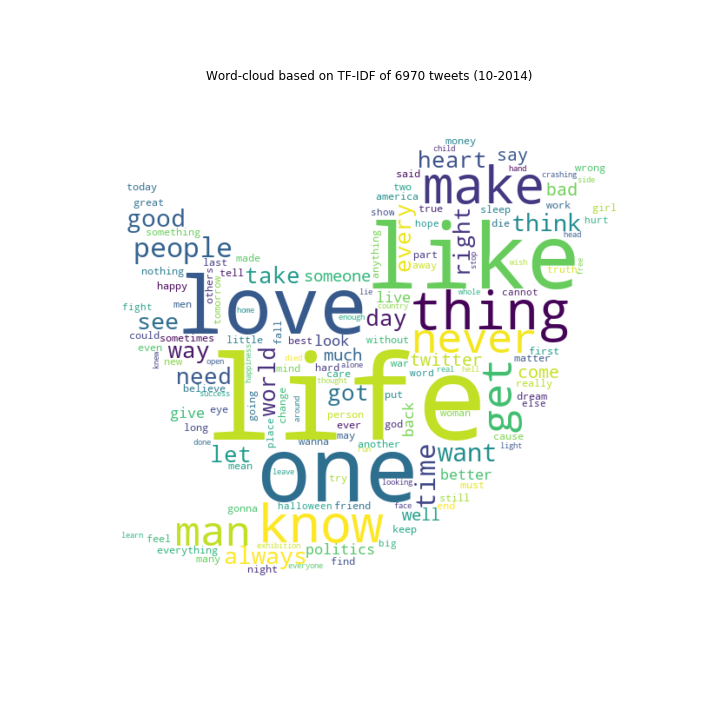 Word-cloud based on TF-IDF of 6970 tweets (10-2014)
money
child
heart
say
said
hand
crashing
wrong
side
today
two
make
bad
america
great
show
true
sleep
work
girl
good
something
every
hope
right
die
think
hurt
people
made
anything
like
head
last
part
stop
nothing
tell
take
someone
away
wish
truth
free
happy
others
tomorrow
home
love
lie
live
whole
cannot
fight
men
country
thing
see
enough
day
could
sometimes
little
fall
best
look
without
never
first
even
way
much
war
twitter
matter
knew
new
open
world
mind
died
hard
alone
come
need
happiness
life
care
word
real
hell
get
really
believe
success
thought
got
put
dream
going
change
else
give
eye
around
person
back
woman
long
place
ever
god
cause
done
wanna
may
another
want
light
let
one
run
time
mean
leave
try
looking
better
must
still
gonna
halloween
friend
face
end
know
well
man
keep
learn
feel
everything
always
exhibition
politics
big
many
night
everyone
find